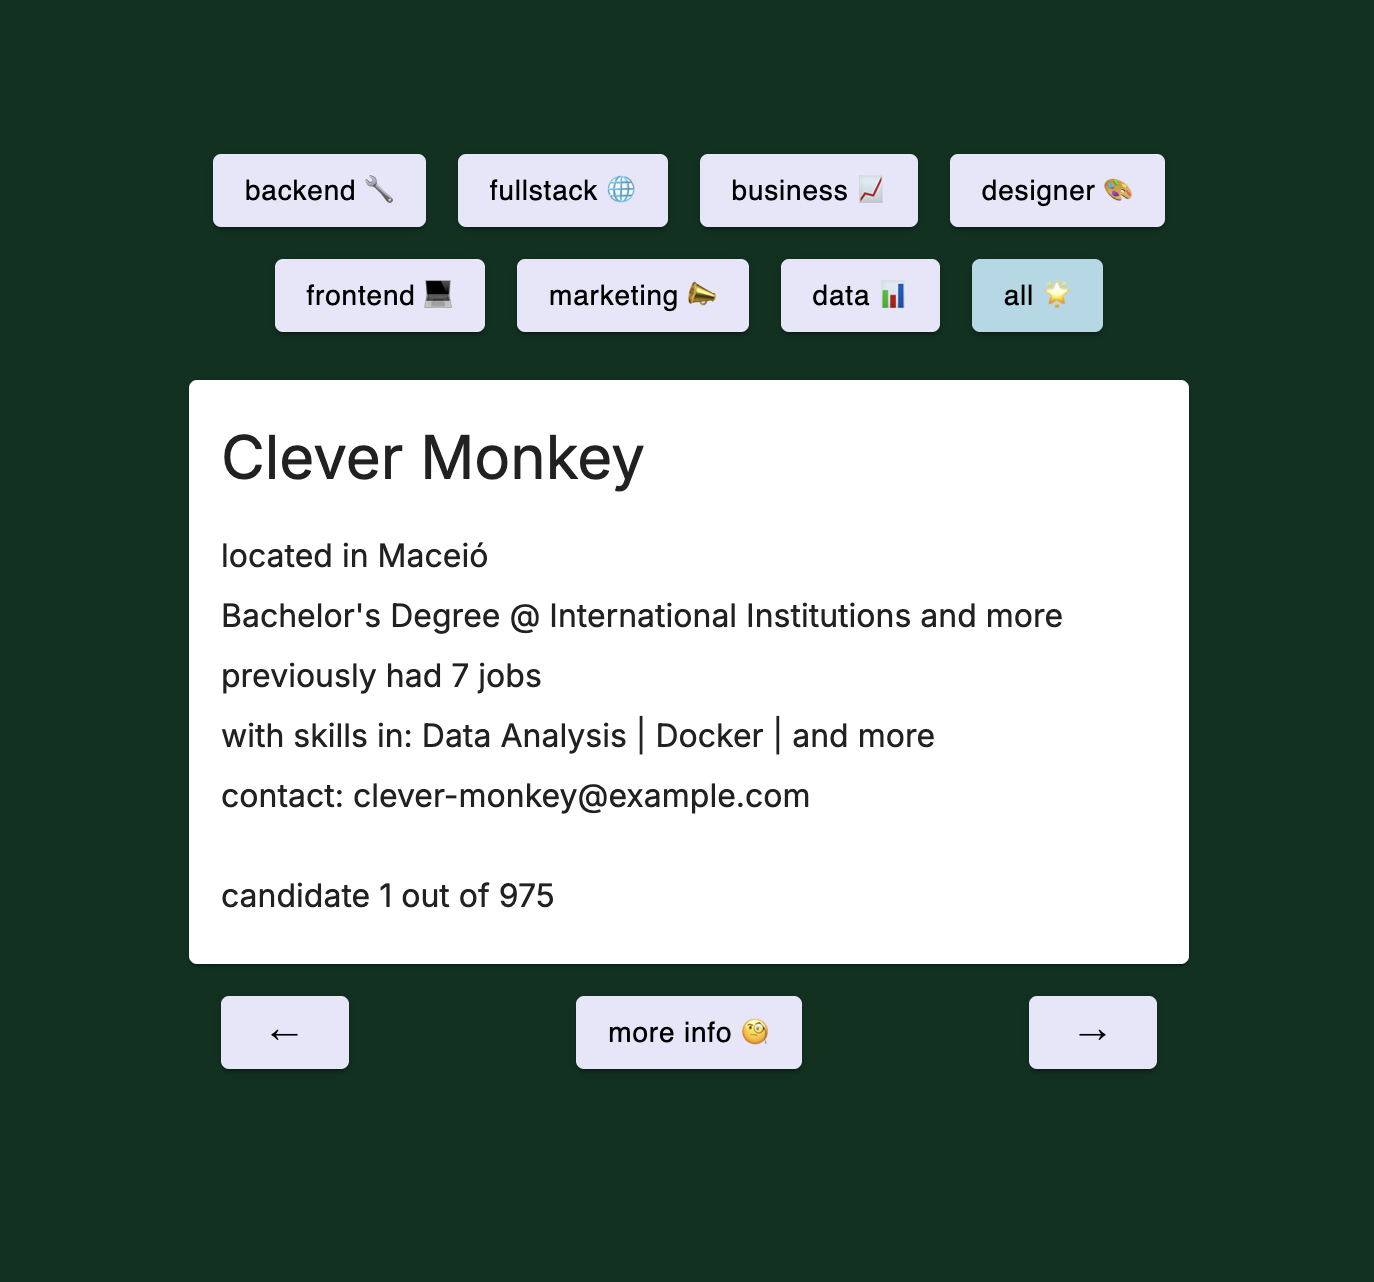 backend 🔧
fullstack 🌐
business 📈
designer 🎨
frontend 💻
marketing 📣
data 📊
all 🌟
Clever Monkey
located in Maceió
Bachelor's Degree @ International Institutions and more
previously had 7 jobs
with skills in: Data Analysis | Docker | and more
contact: clever-monkey@example.com
candidate 1 out of 975
←
more info 🧐
→